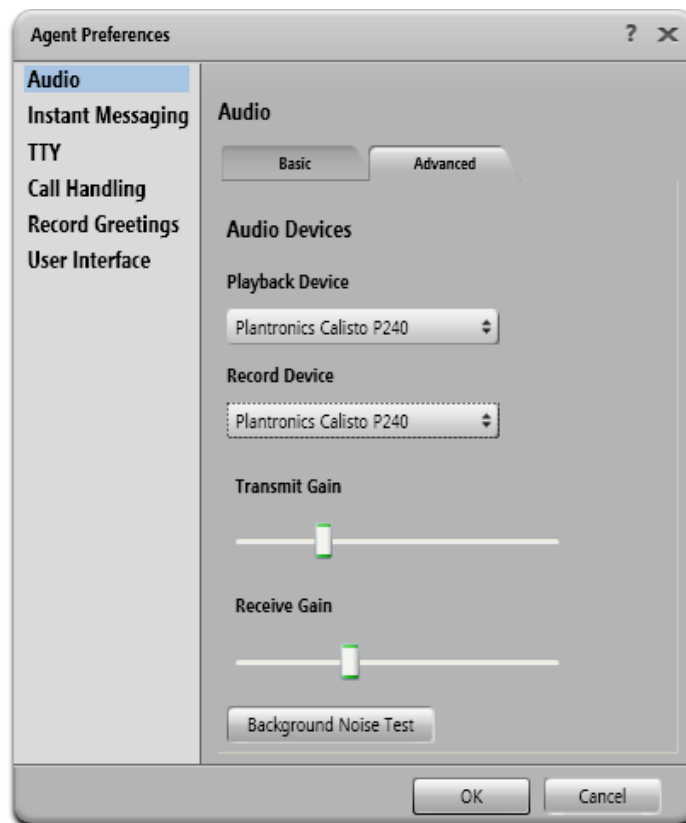 Agent Preferences
?
Audio
Instant Messaging
TTY
Call Handling
Record Greetings
User Interface
Audio
Basic Advanced
Audio Devices
Playback Device
Plantronics Calisto P240
Record Device
Plantronics Calisto P240
Transmit Gain
Receive Gain
Background Noise Test
OK Cancel